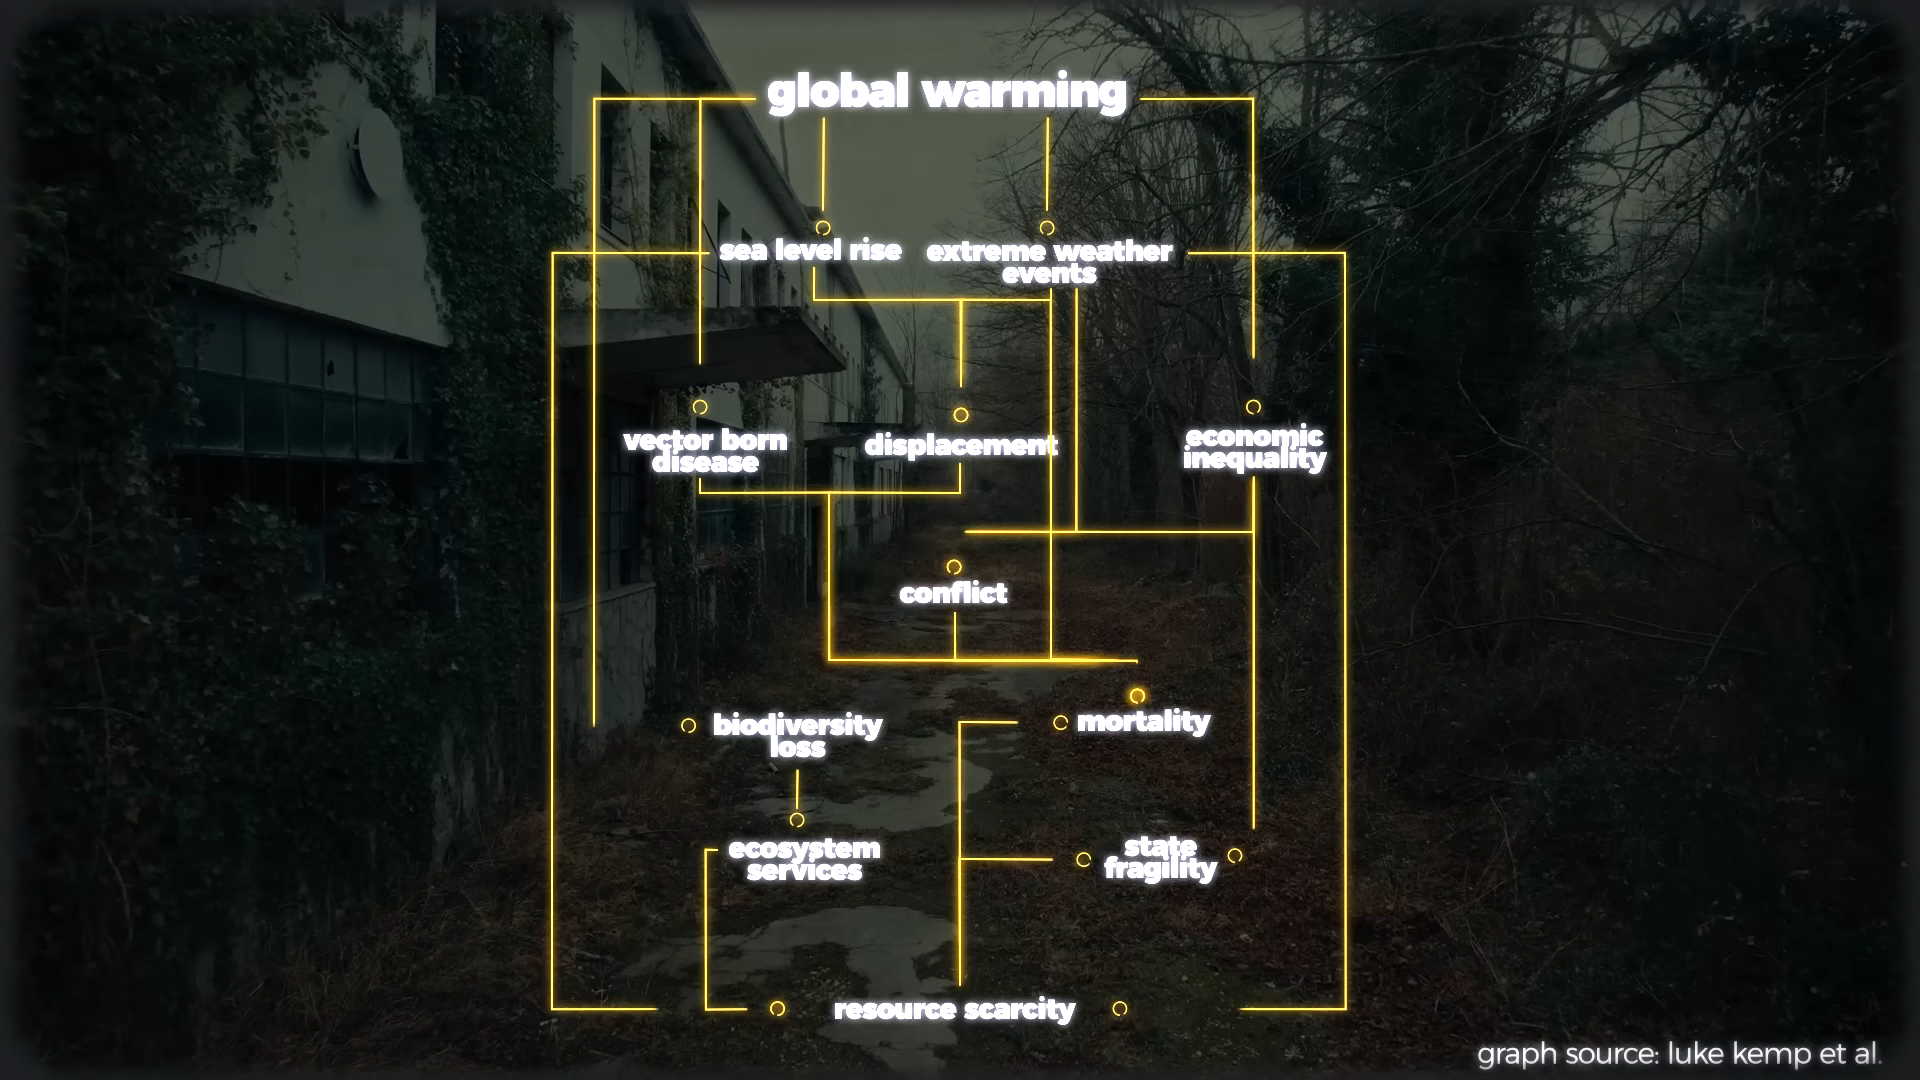 global warming
sea level rise
extreme weather
events
vector born
disease
displacement
economic
inequality
conflict
biodiversity
loss
mortality
ecosystem
services
state
fragility
resource scarcity
graph source: luke kemp et al.